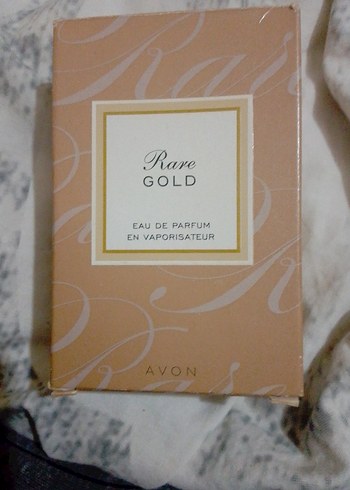 Rare
GOLD
EAU DE PARFUM
EN VAPORISATEUR
AVON